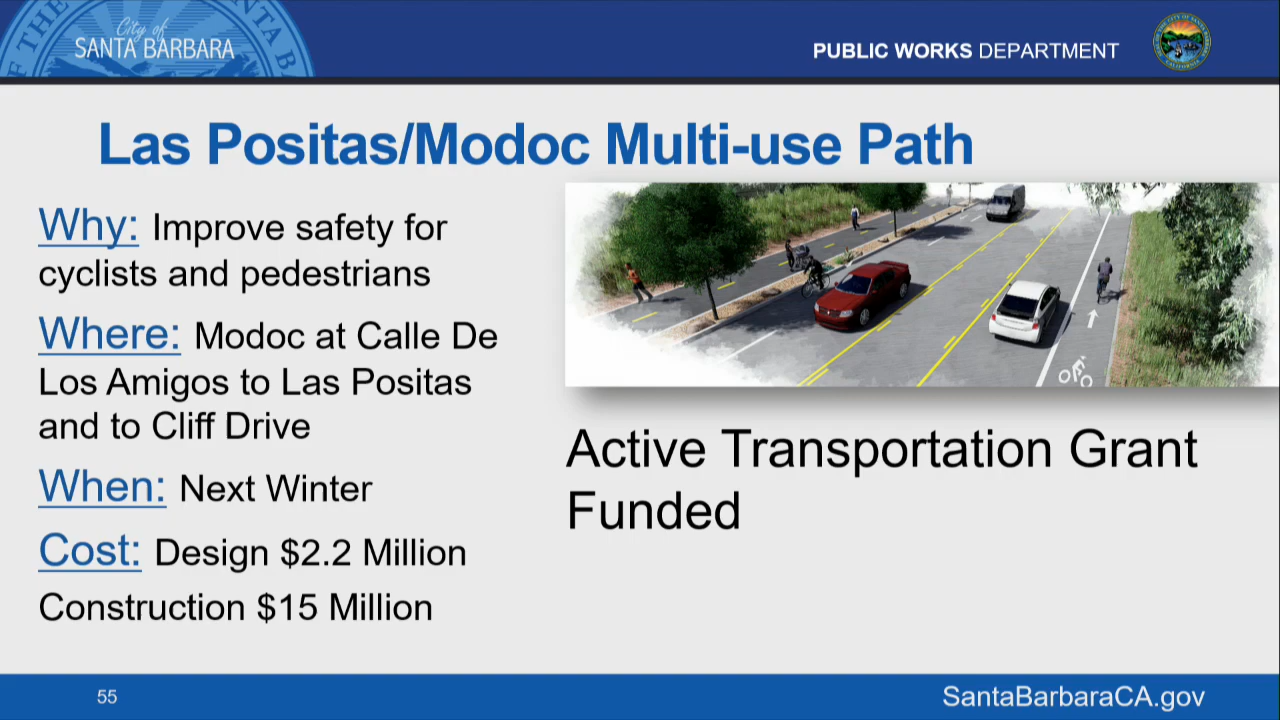 City of
SANTA BARBARA
PUBLIC WORKS DEPARTMENT
Las Positas/Modoc Multi-use Path
Why: Improve safety for
cyclists and pedestrians
Where: Modoc at Calle De
Los Amigos to Las Positas
and to Cliff Drive
When: Next Winter
Cost: Design $2.2 Million
Construction $15 Million
Active Transportation Grant
Funded
55
SantaBarbaraCA.gov